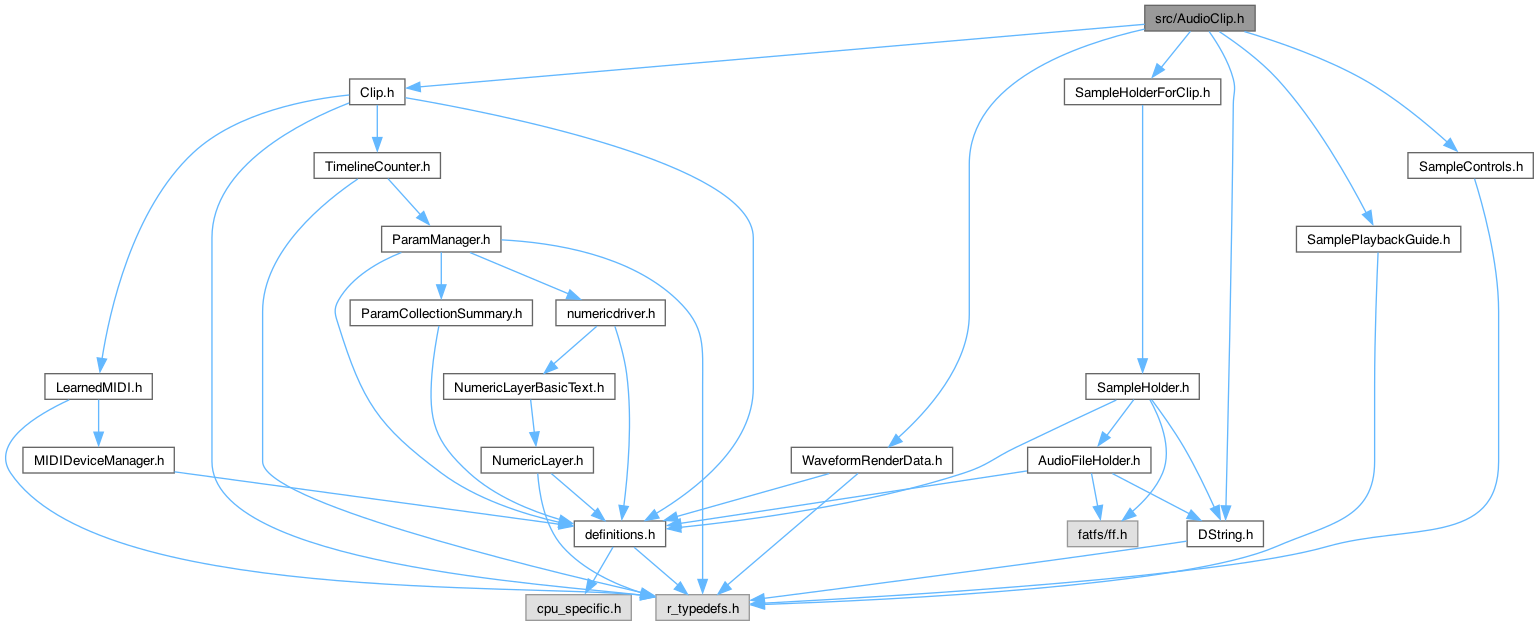 src/AudioClip.h
Clip.h
SampleHolderForClip.h
TimelineCounter.h
SampleControls.h
ParamManager.h
SamplePlaybackGuide.h
ParamCollectionSummary.h
numericdriver.h
LearnedMIDI.h
NumericLayerBasicText.h
SampleHolder.h
MIDIDeviceManager.h
NumericLayer.h
WaveformRenderData.h
AudioFileHolder.h
definitions.h
fatfs/ff.h
DString.h
cpu_specific.h
r_typedefs.h